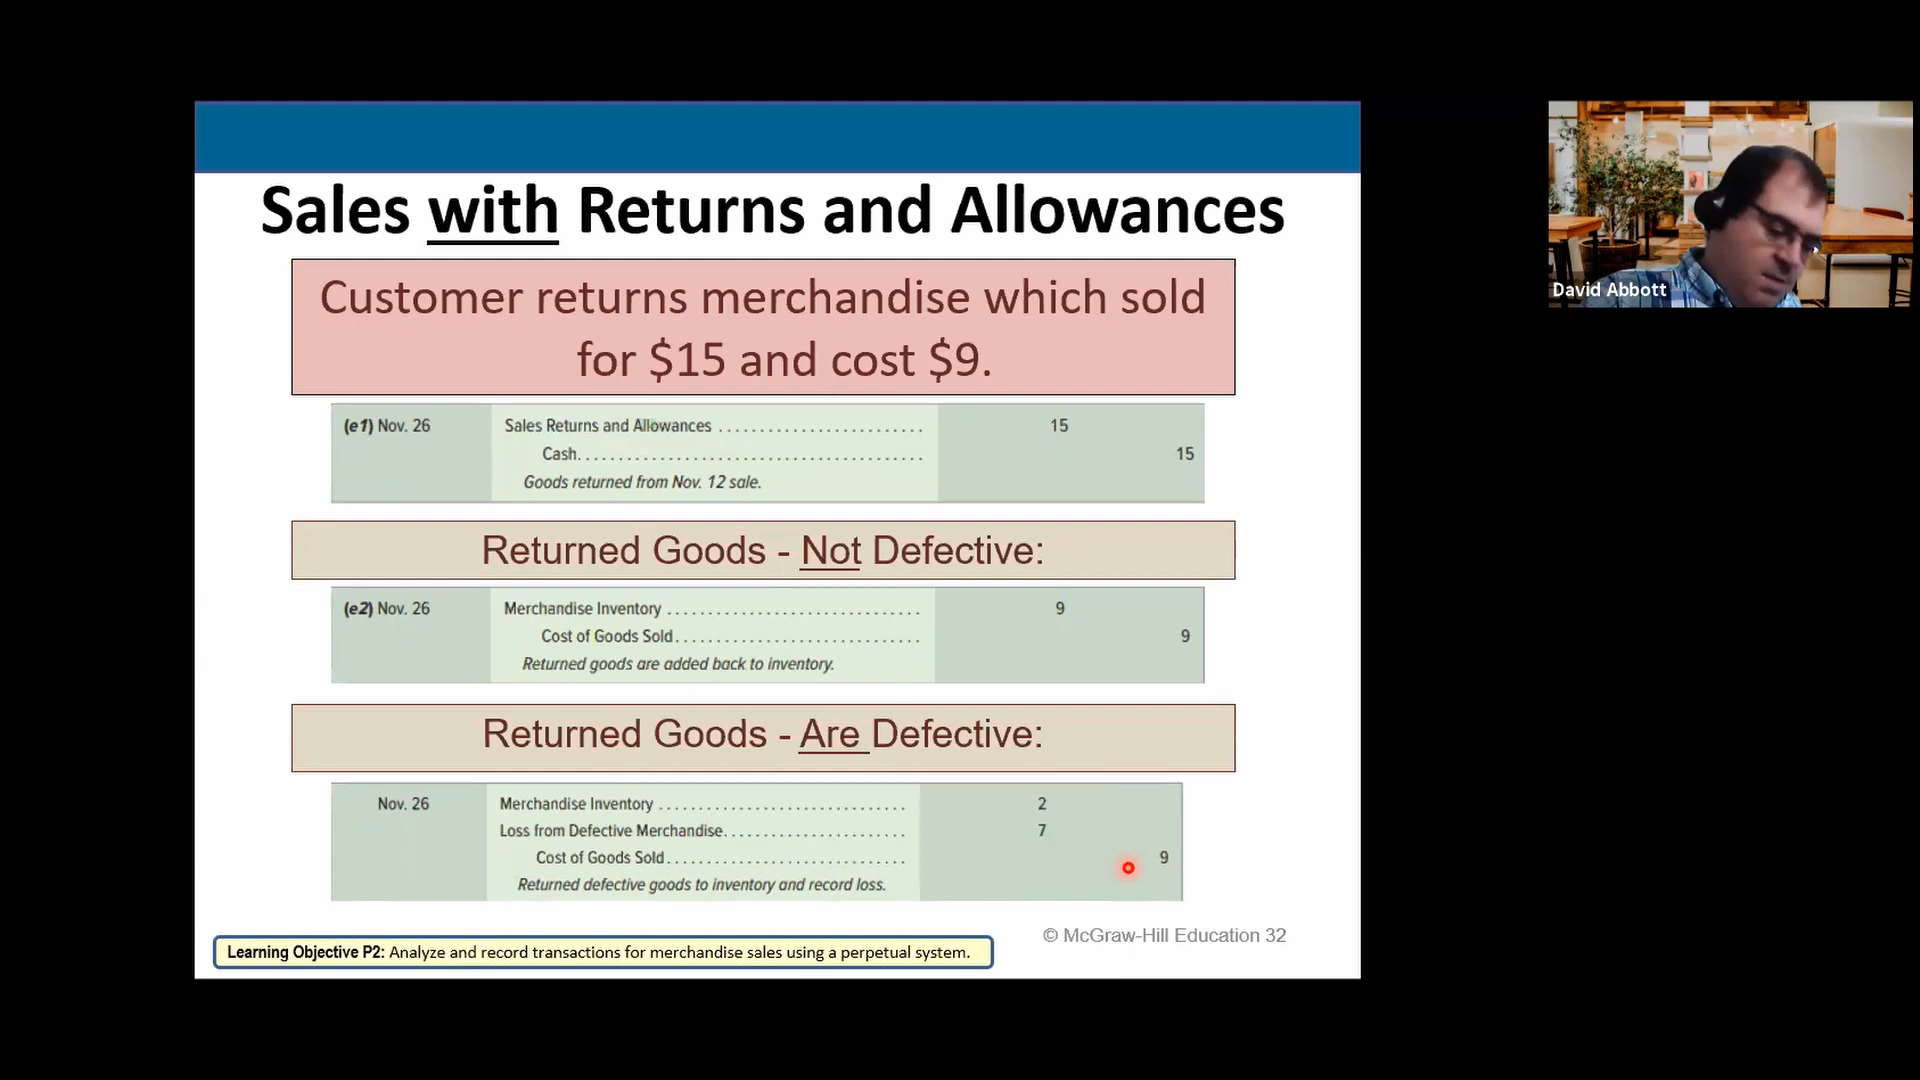 Sales with Returns and Allowances
Customer returns merchandise which sold
for $15 and cost $9.
(e1) Nov. 26 Sales Returns and Allowances ........................ 15
Cash........................................ 15
Goods returned from Nov. 12 sale.
Returned Goods - Not Defective:
(e2) Nov. 26 Merchandise Inventory ............................. 9
Cost of Goods Sold............................ 9
Returned goods are added back to inventory.
Returned Goods - Are Defective:
Nov. 26 Merchandise Inventory ............................. 2
Loss from Defective Merchandise..................... 7
Cost of Goods Sold........................... 9
Returned defective goods to inventory and record loss.
© McGraw-Hill Education 32
Learning Objective P2: Analyze and record transactions for merchandise sales using a perpetual system.
David Abbott